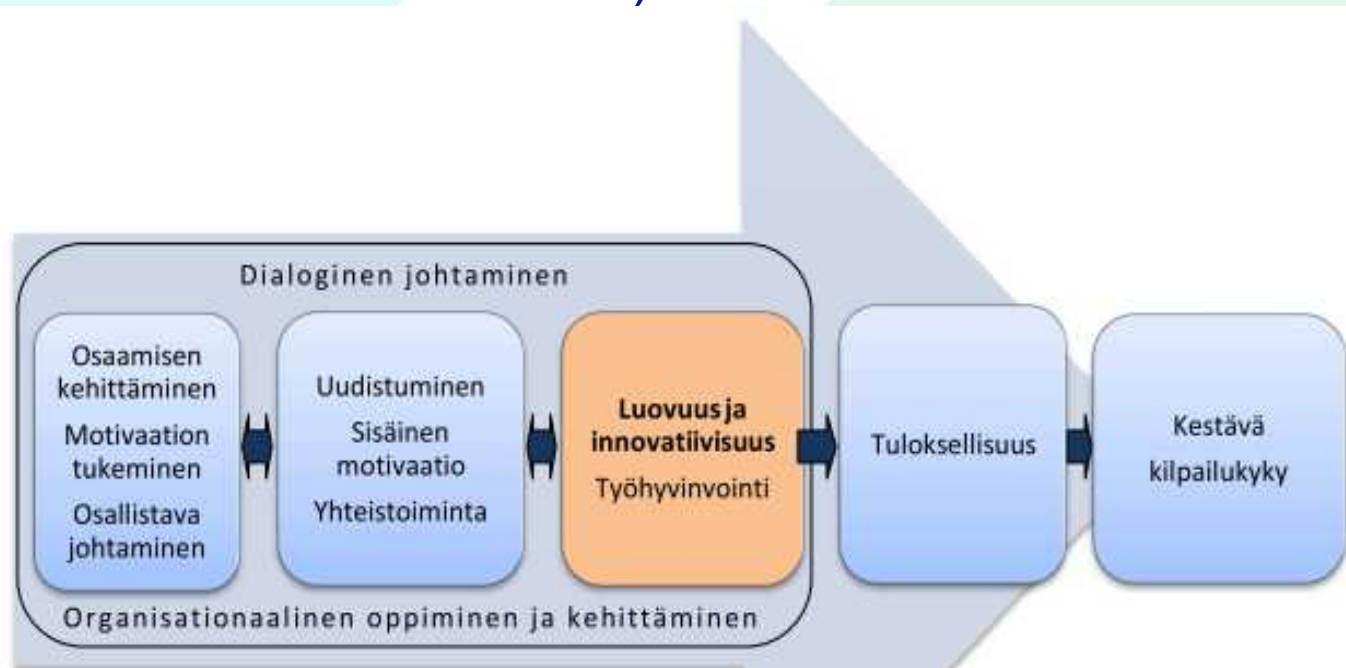 Dialoginen johtaminen
Osaamisen
kehittäminen
Motivaation
tukeminen
Osallistava
johtaminen
Uudistuminen
Sisäinen
motivaatio
Yhteistoiminta
Luovuus ja
innovatiivisuus
Työhyvinvointi
Tuloksellisuus
Kestävä
kilpailukyky
Organisationaalinen oppiminen ja kehittäminen